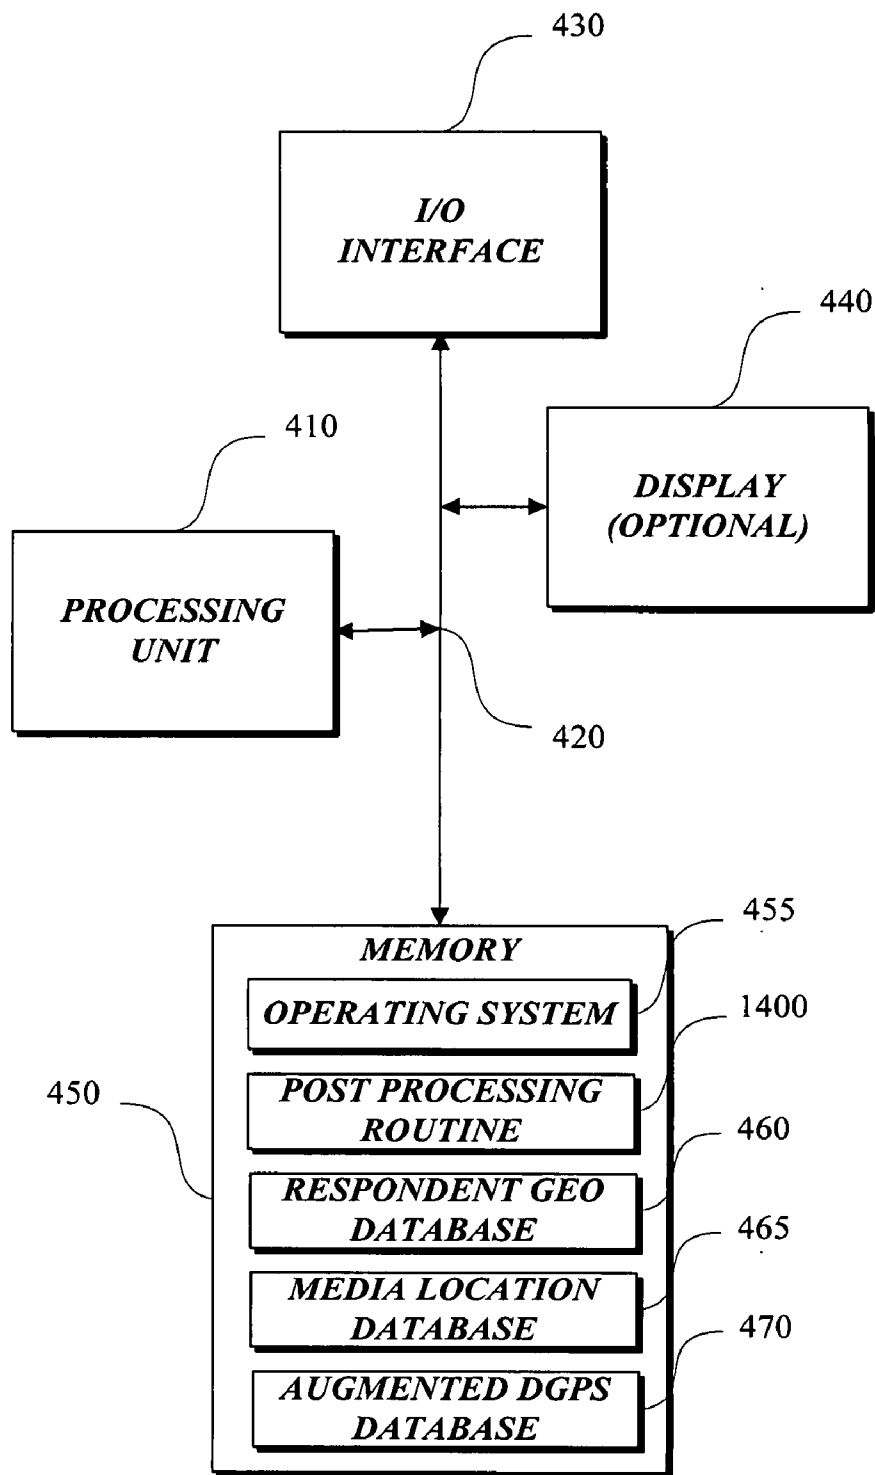 430
I/O
INTERFACE
440
410
DISPLAY
(OPTIONAL)
PROCESSING
UNIT
420
455
MEMORY
OPERATING SYSTEM
1400
450
POST PROCESSING
ROUTINE
460
RESPONDENT GEO
DATABASE
465
MEDIA LOCATION
DATABASE
470
AUGMENTED DGPS
DATABASE